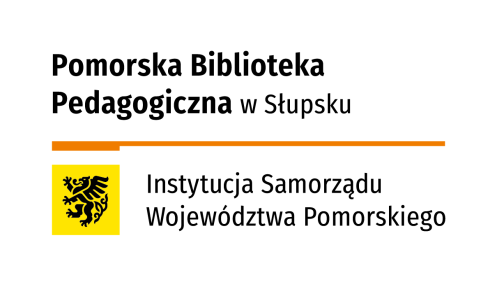 Pomorska Biblioteka
Pedagogiczna w Słupsku
Instytucja Samorządu
Województwa Pomorskiego